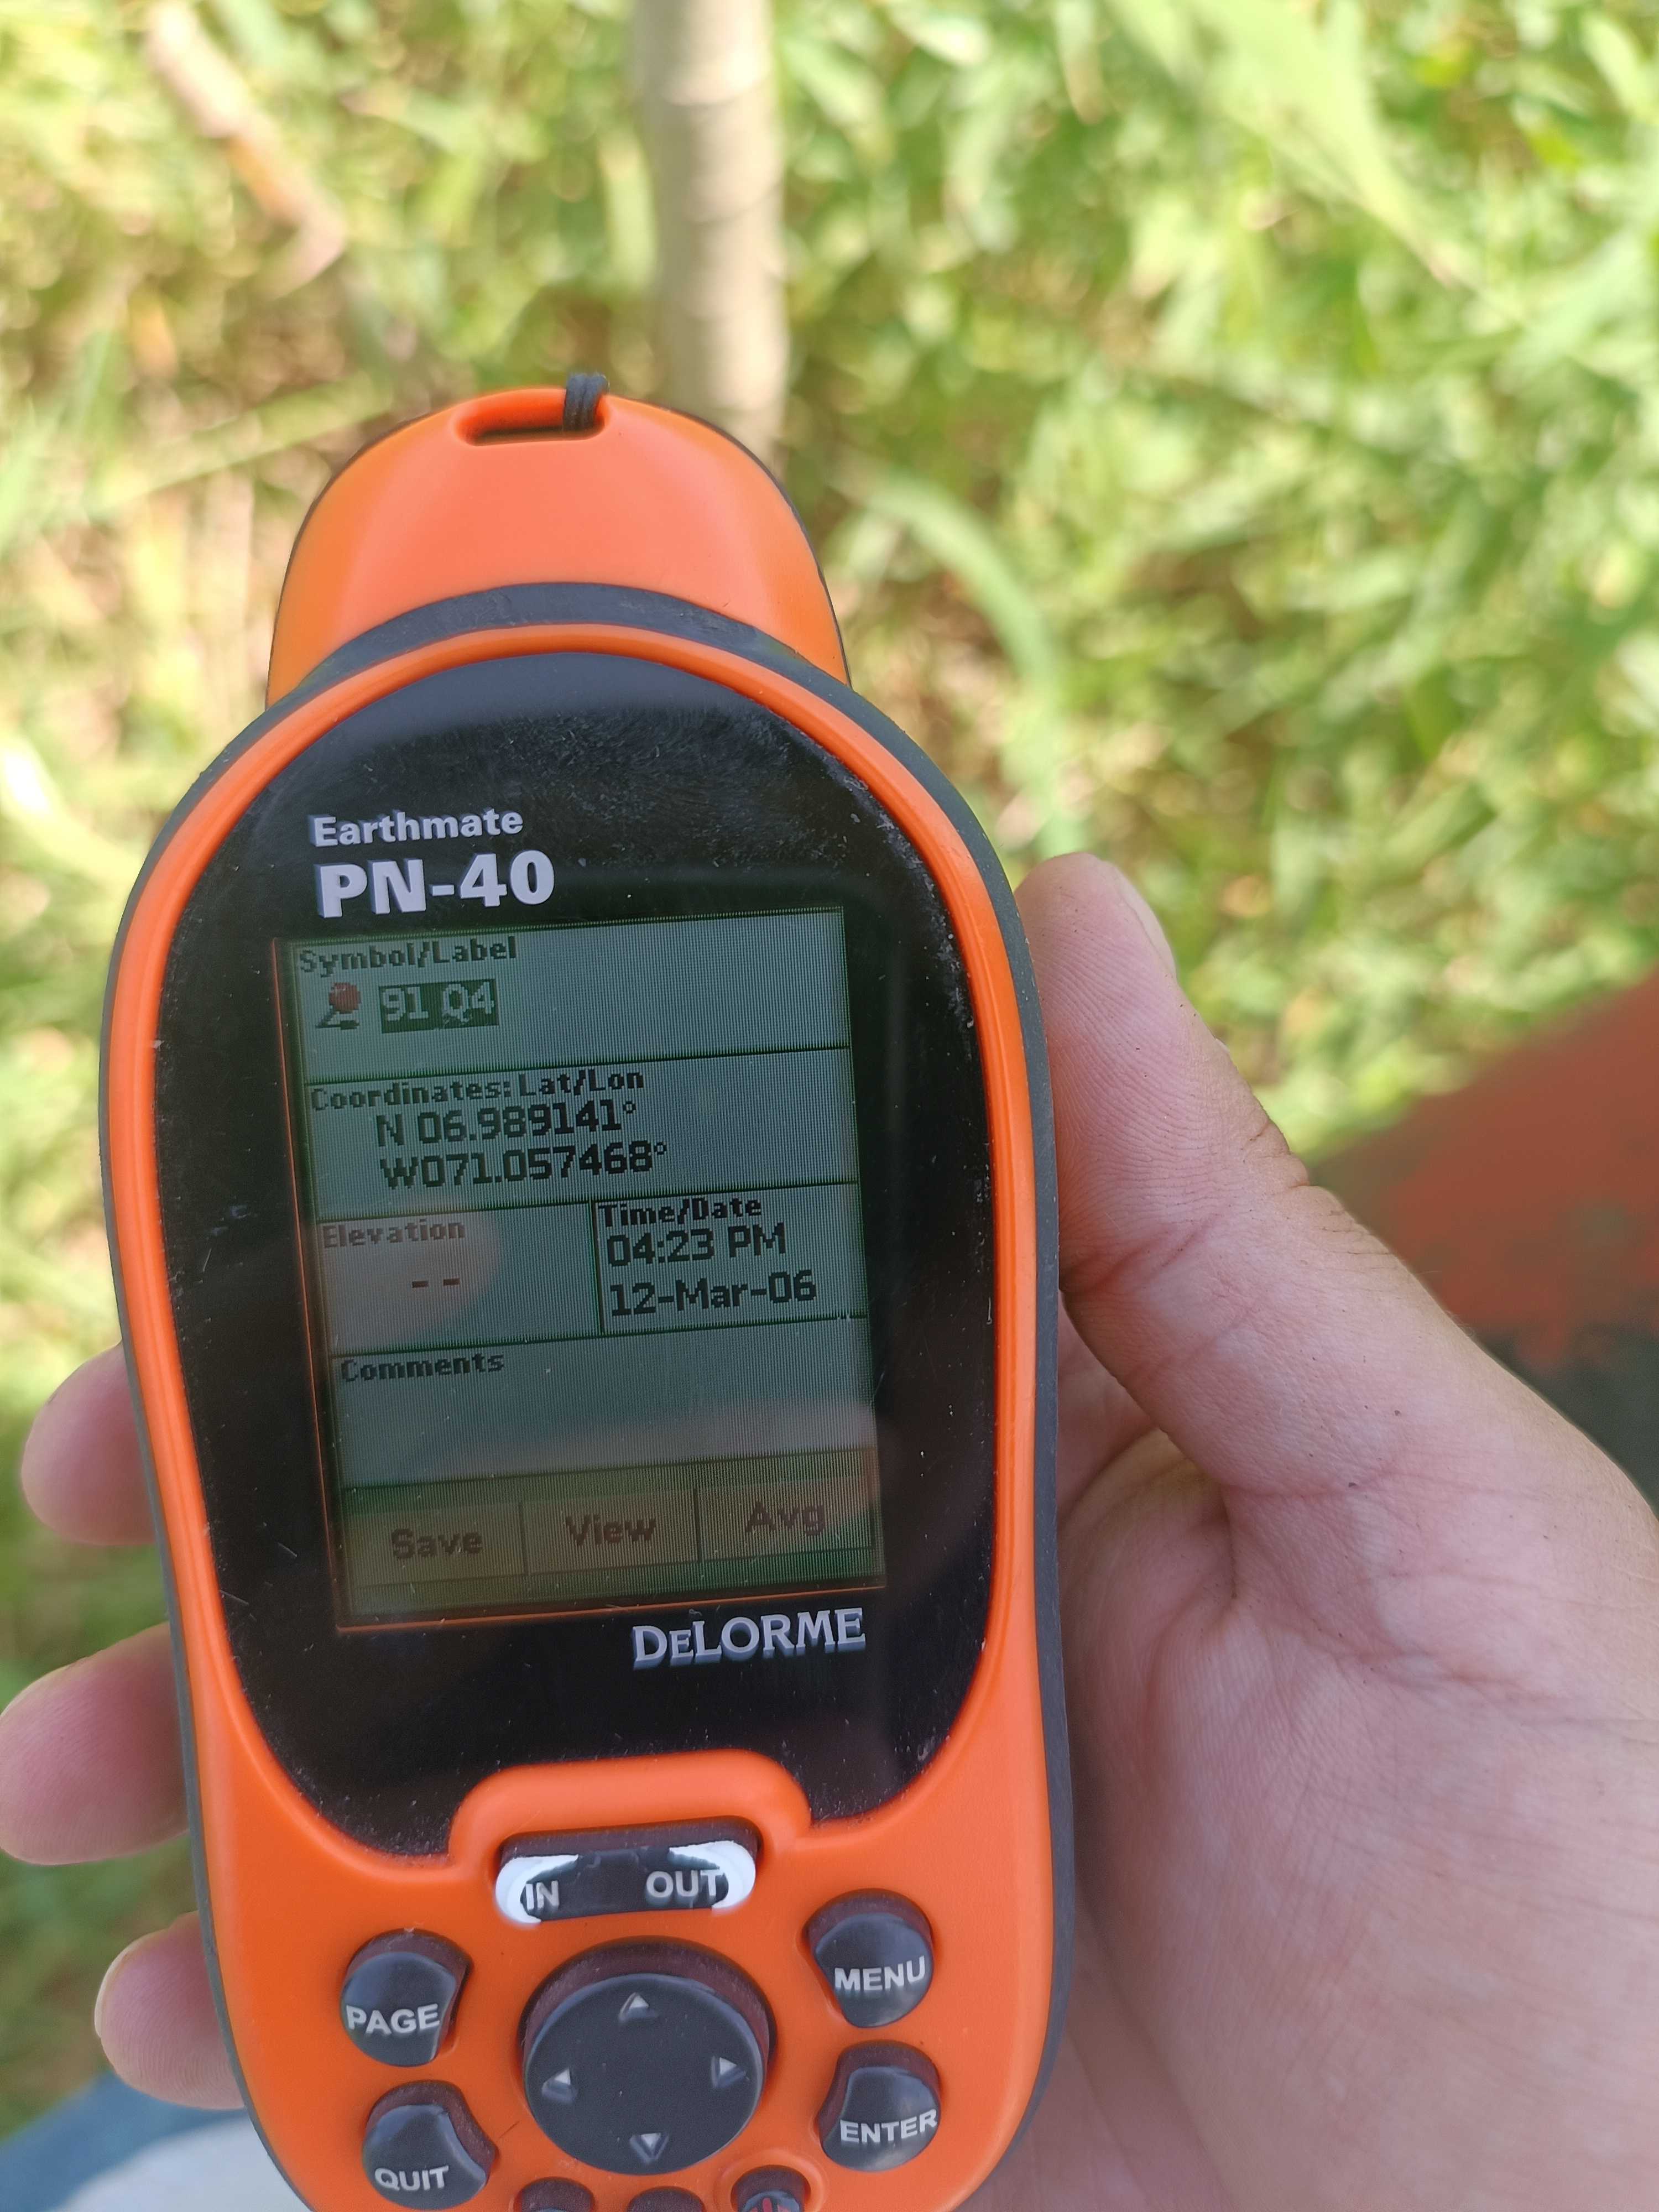 Earthmate
PN-40
Symbol/Label
91 Q4
Coordinates: Lat/Lon
N 06.989141°
W071.057468°
Elevation
--
Time/Date
04:23 PM
12-Mar-06
Comments
Save View Avg
DeLORME
IN OUT
PAGE
MENU
QUIT
ENTER